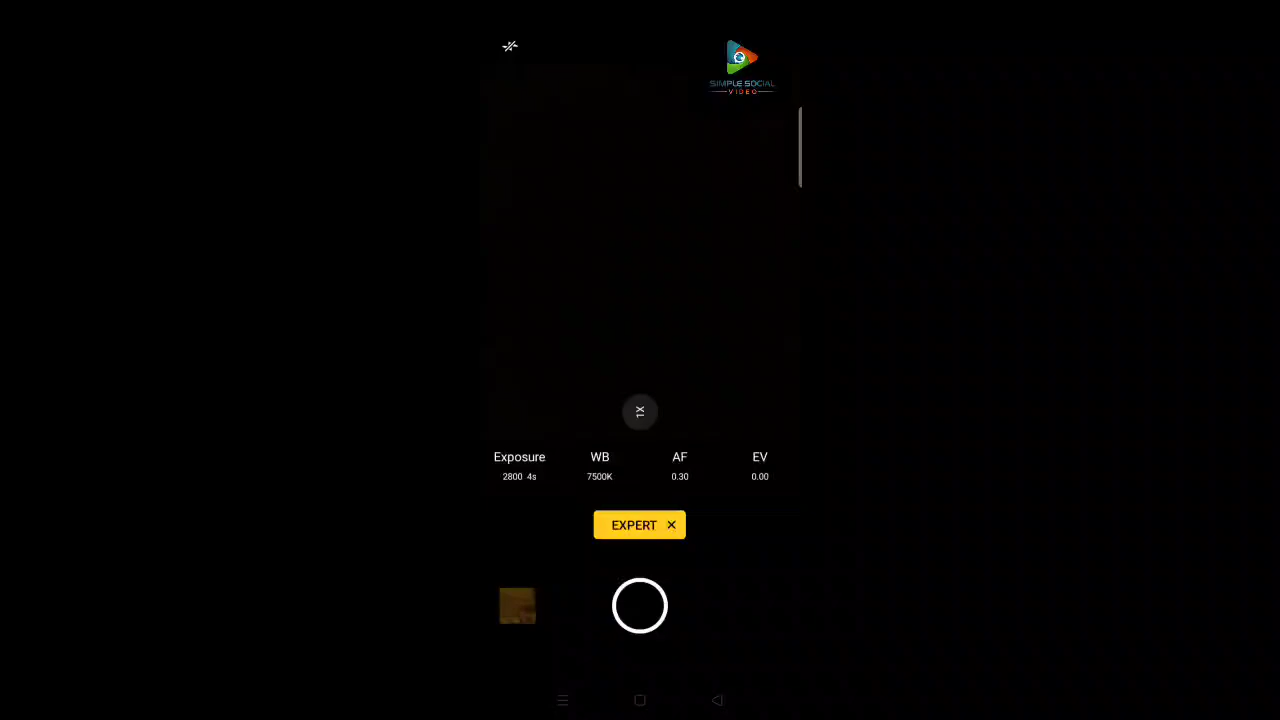 SIMPLE SOCIAL
VIDEO
1X
Exposure WB AF EV
2800 4s 7500K 0.30 0.00
EXPERT ×